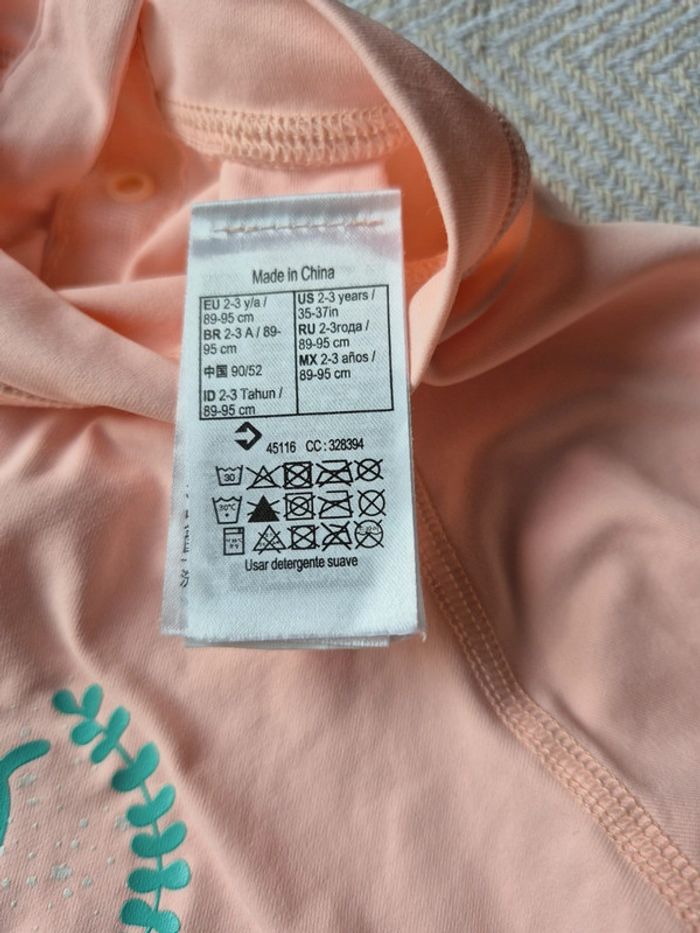 Made in China
EU 2-3 y/a /
89-95 cm
BR 2-3 A / 89-
95 cm
中国 90/52
ID 2-3 Tahun /
89-95 cm
US 2-3 years /
35-37in
RU 2-3года /
89-95 cm
MX 2-3 años /
89-95 cm
45116 CC : 328394
30
30°C
Usar detergente suave